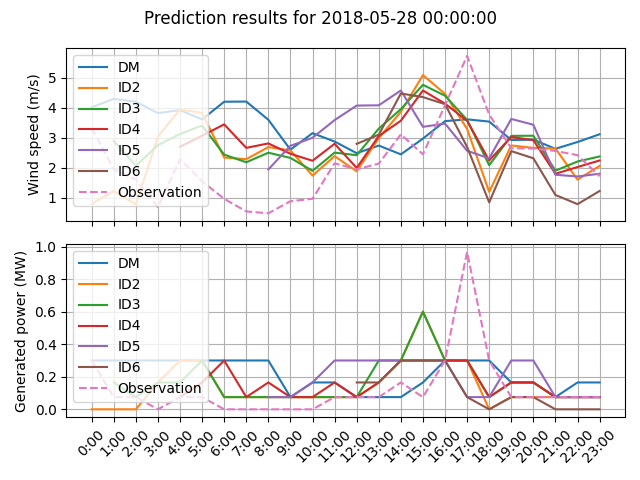 Prediction results for 2018-05-28 00:00:00
Wind speed (m/s)
5
4
3
2
1
DM
ID2
ID3
ID4
ID5
ID6
Observation
Generated power (MW)
1.0
0.8
0.6
0.4
0.2
0.0
DM
ID2
ID3
ID4
ID5
ID6
Observation
0:00
1:00
2:00
3:00
4:00
5:00
6:00
7:00
8:00
9:00
10:00
11:00
12:00
13:00
14:00
15:00
16:00
17:00
18:00
19:00
20:00
21:00
22:00
23:00